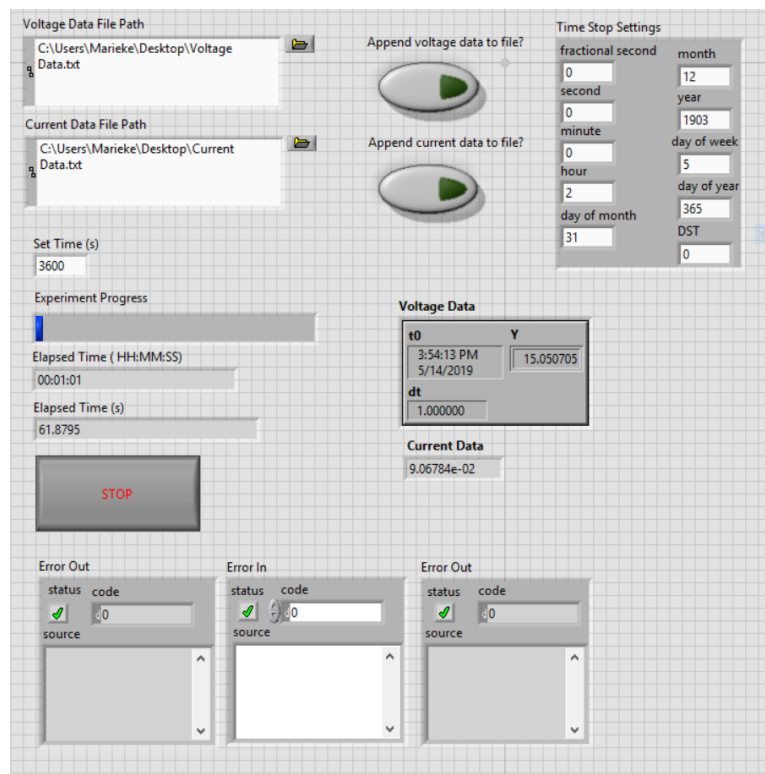 Voltage Data File Path
C:\Users\Marieke\Desktop\Voltage
Data.txt
Current Data File Path
C:\Users\Marieke\Desktop\Current
Data.txt
Append voltage data to file?
Append current data to file?
Time Stop Settings
fractional second
0
second
0
minute
0
hour
2
day of month
31
month
12
year
1903
day of week
5
day of year
365
DST
0
Set Time (s)
3600
Experiment Progress
Elapsed Time ( HH:MM:SS)
00:01:01
Elapsed Time (s)
61.8795
STOP
Voltage Data
t0
3:54:13 PM
5/14/2019
Y
15.050705
dt
1.000000
Current Data
9.06784e-02
Error Out
status code
d0
source
Error In
status code
d0
source
Error Out
status code
d0
source